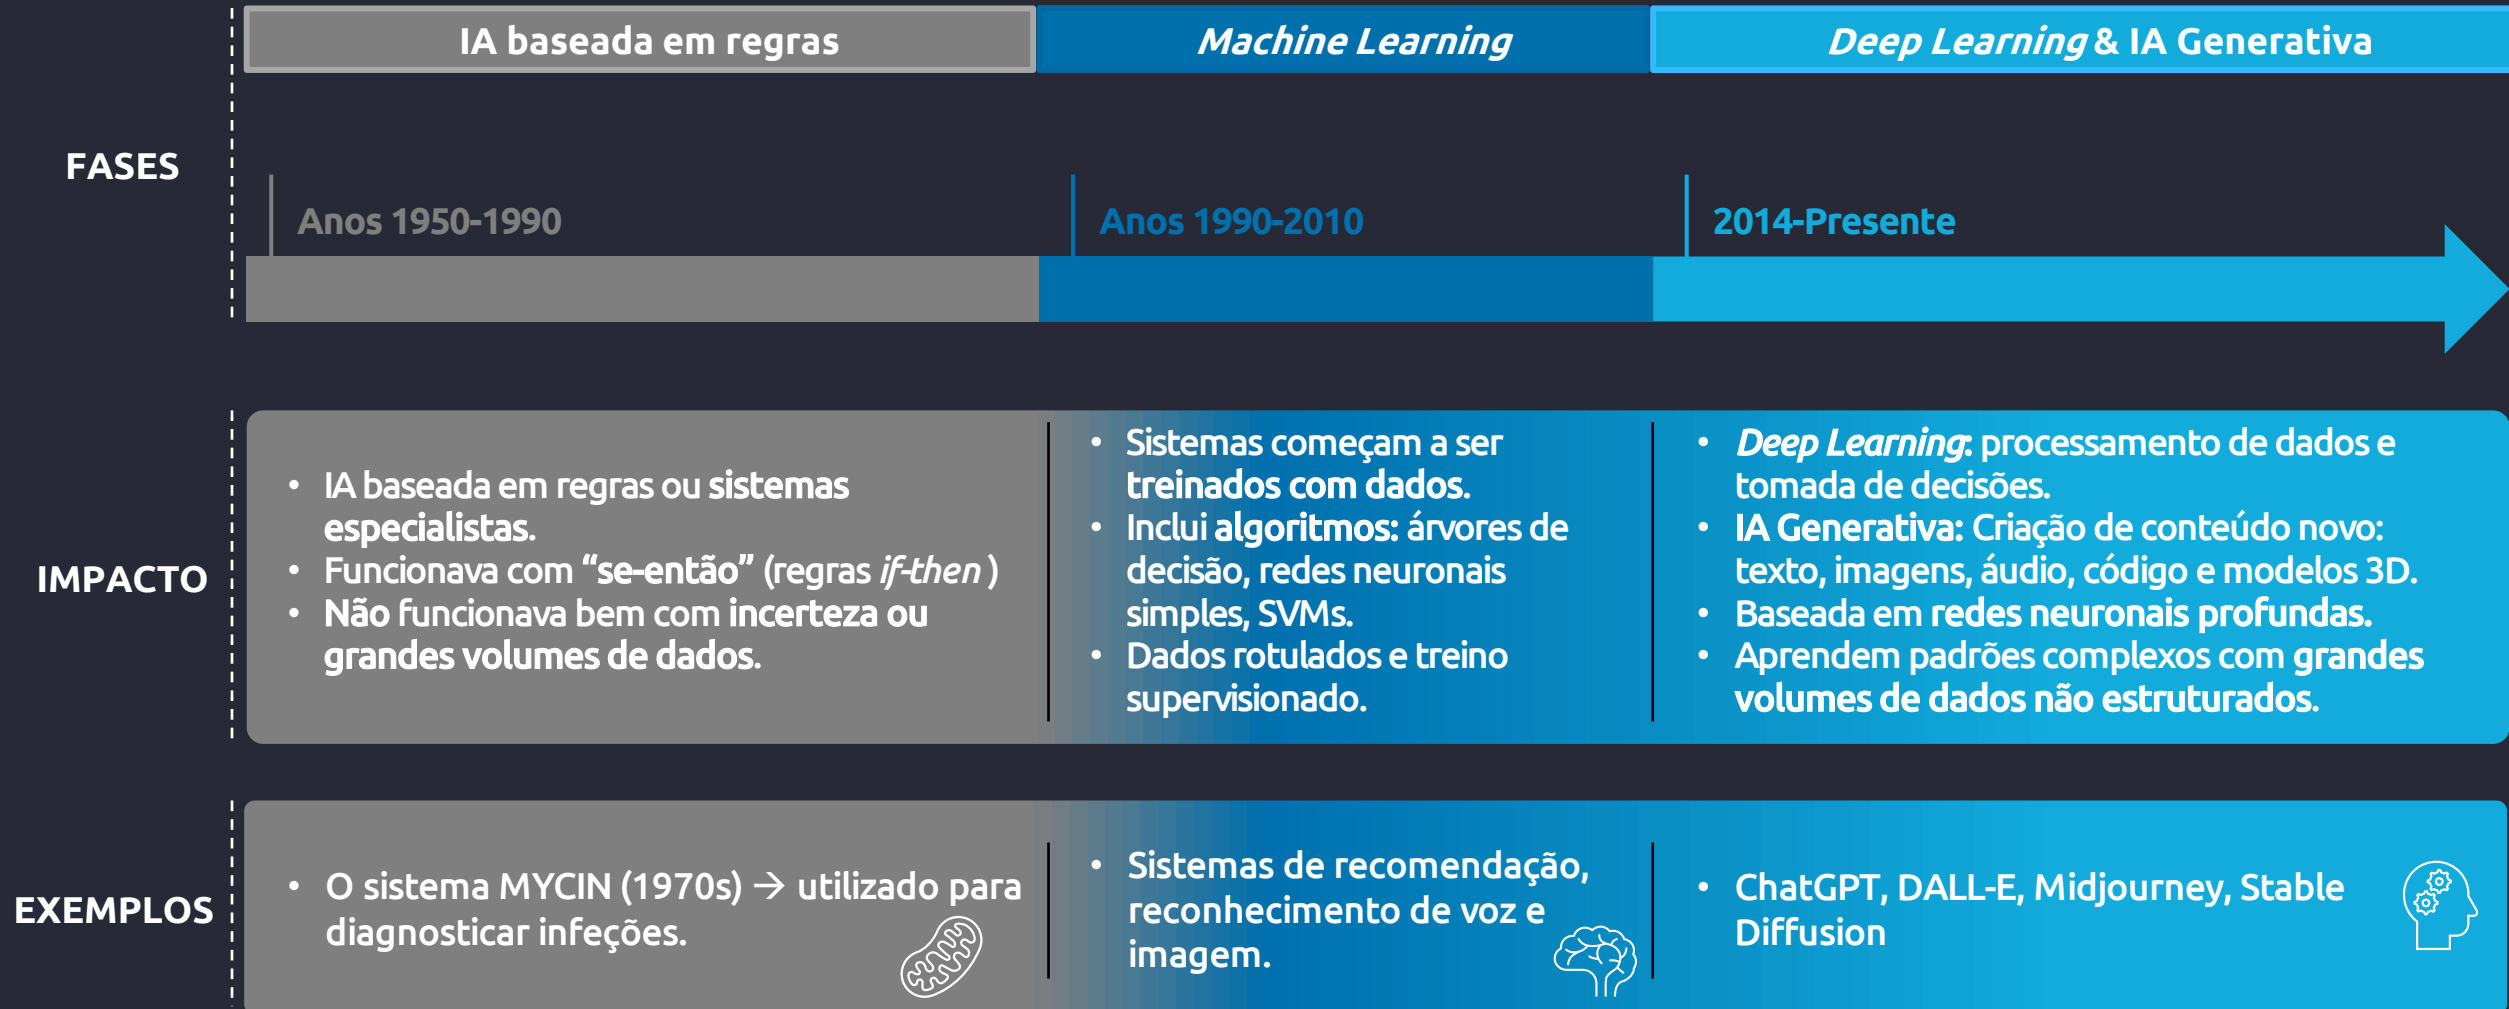 IA baseada em regras
Machine Learning
Deep Learning & IA Generativa
FASES
Anos 1950-1990
Anos 1990-2010
2014-Presente
IMPACTO
• IA baseada em regras ou sistemas
especialistas.
• Funcionava com “se-então” (regras if-then )
• Não funcionava bem com incerteza ou
grandes volumes de dados.
• Sistemas começam a ser
treinados com dados.
• Inclui algoritmos: árvores de
decisão, redes neuronais
simples, SVMs.
• Dados rotulados e treino
supervisionado.
• Deep Learning: processamento de dados e
tomada de decisões.
• IA Generativa: Criação de conteúdo novo:
texto, imagens, áudio, código e modelos 3D.
• Baseada em redes neuronais profundas.
• Aprendem padrões complexos com grandes
volumes de dados não estruturados.
EXEMPLOS
• O sistema MYCIN (1970s) → utilizado para
diagnosticar infeções.
• Sistemas de recomendação,
reconhecimento de voz e
imagem.
• ChatGPT, DALL-E, Midjourney, Stable
Diffusion